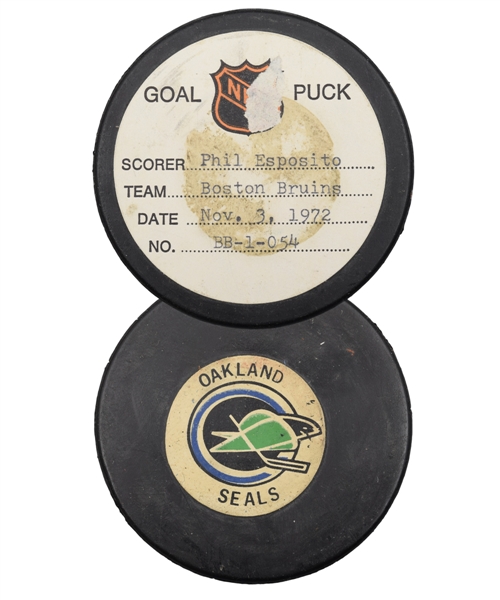 NHL
GOAL PUCK
SCORER Phil Esposito
TEAM Boston Bruins
DATE Nov. 3, 1972
NO. BB-1-054
OAKLAND
SEALS